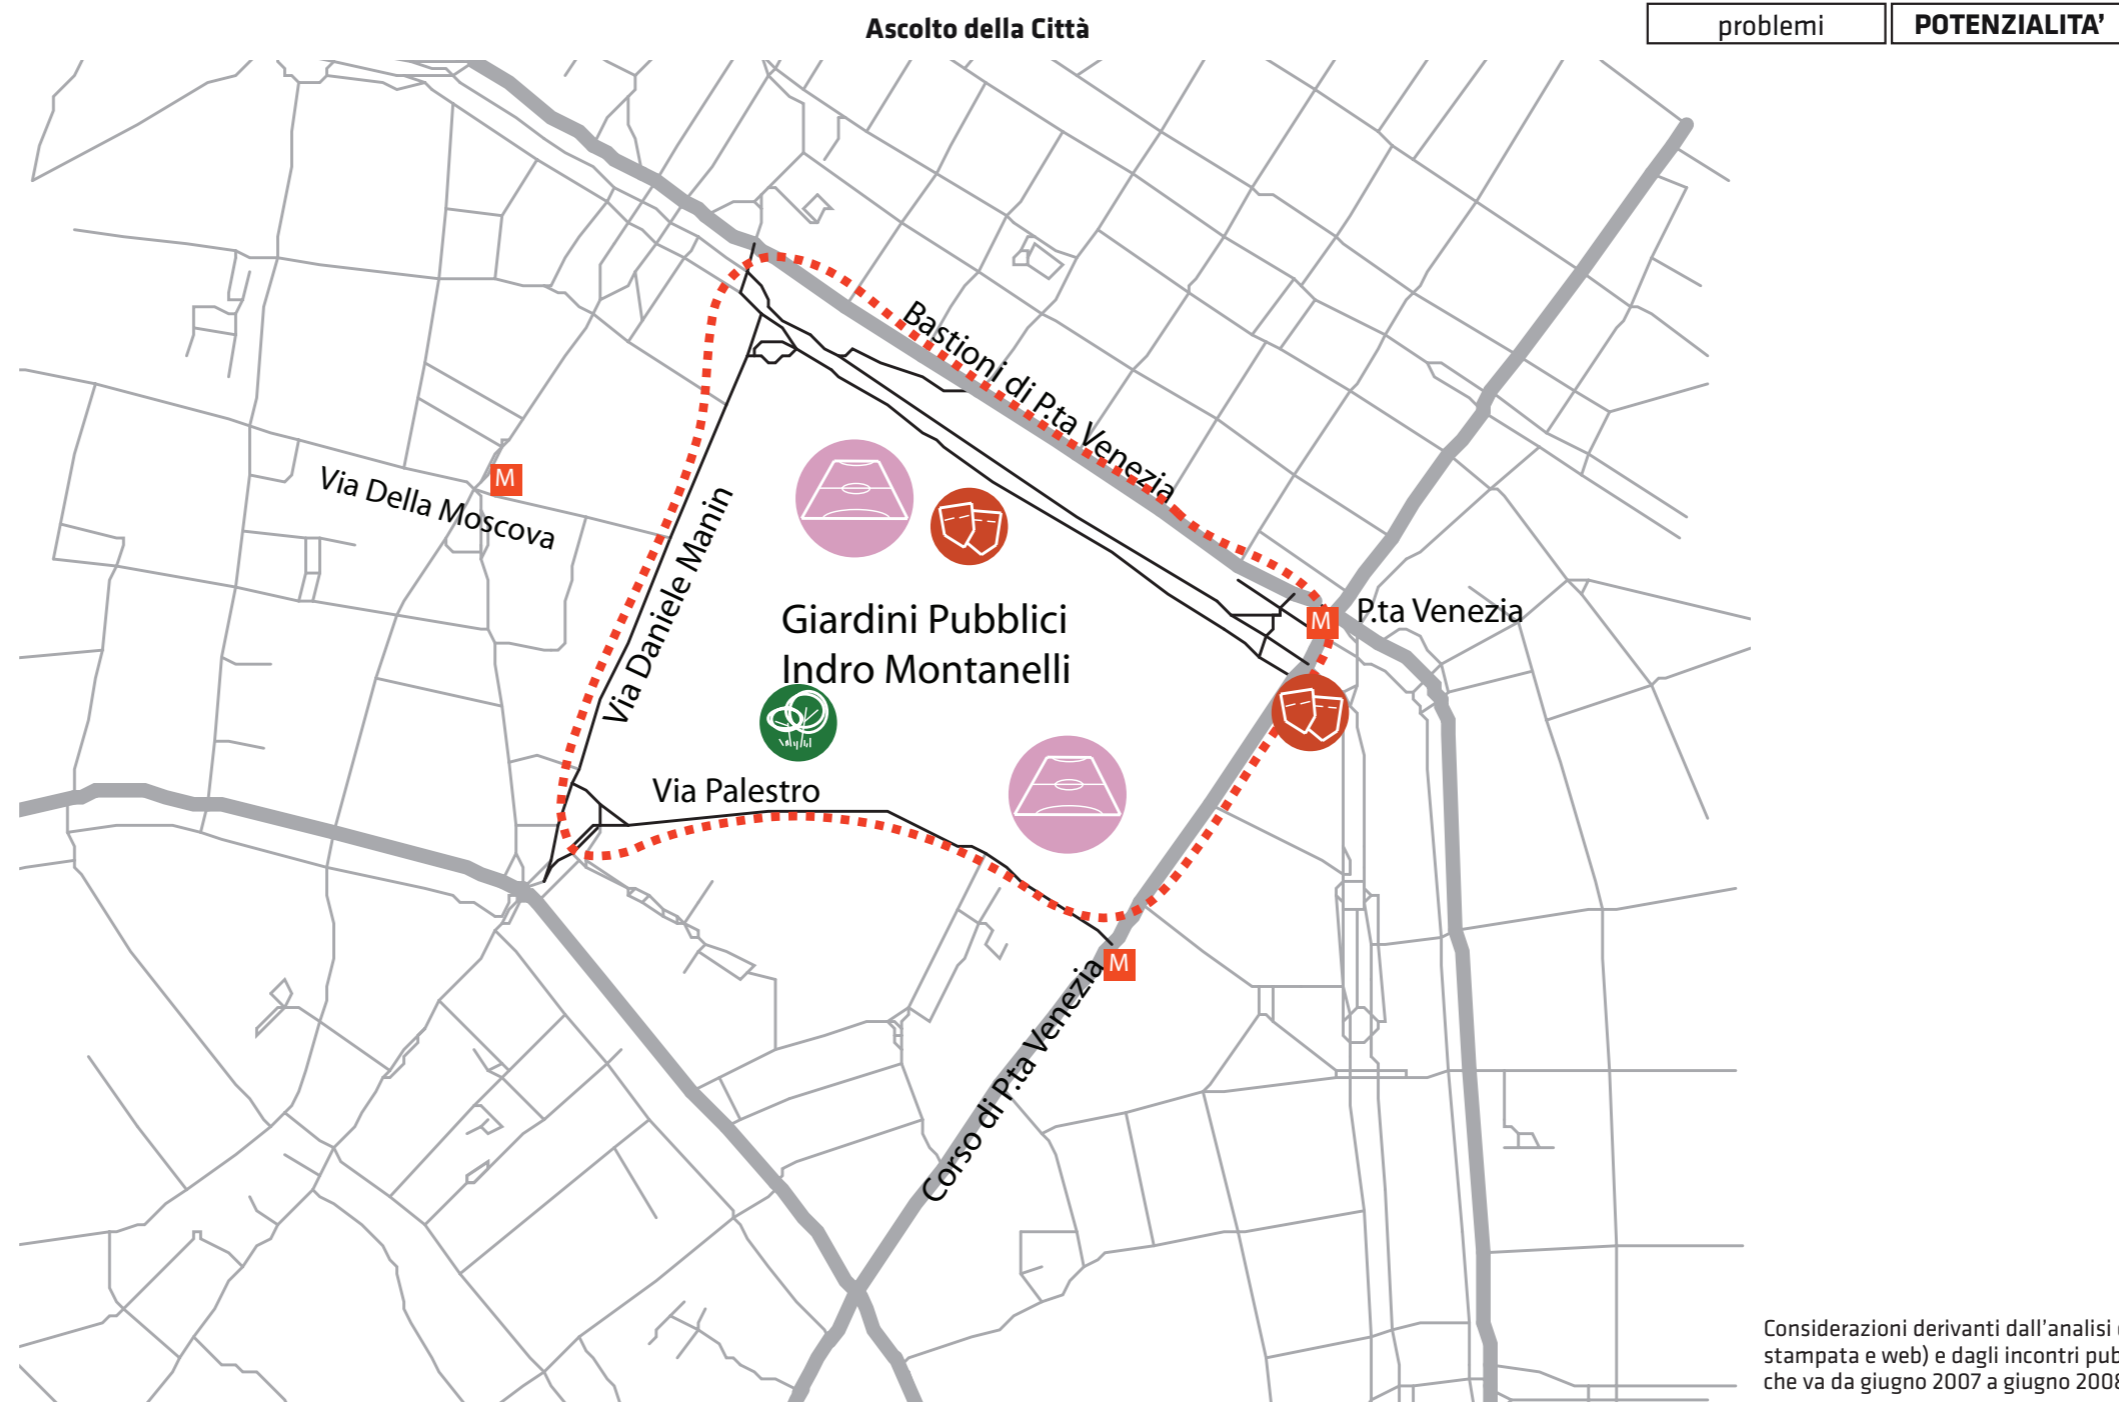 Ascolto della Città
problemi
POTENZIALITA’
Bastioni di P.ta Venezia
Via Della Moscova
M
Via Daniele Manin
Giardini Pubblici
Indro Montanelli
M
P.ta Venezia
Via Palestro
M
Corso di P.ta Venezia
Considerazioni derivanti dall'analisi
stampata e web) e dagli incontri
che va da giugno 2007 a giugno 2008